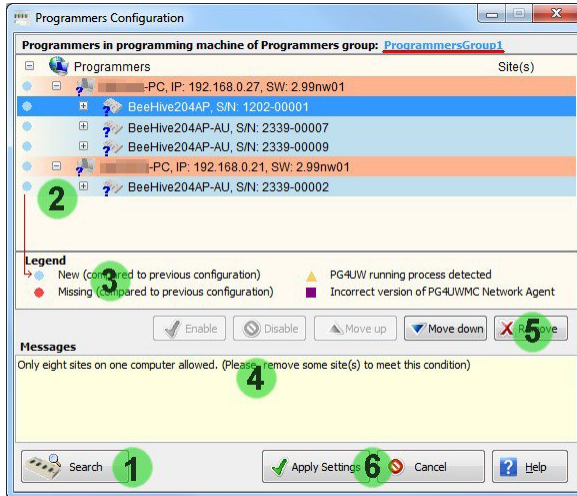 Programmers Configuration
Programmers in programming machine of Programmers group: ProgrammersGroup1
Programmers Site(s)
-PC, IP: 192.168.0.27, SW: 2.99nw01
BeeHive204AP, S/N: 1202-00001
BeeHive204AP-AU, S/N: 2339-00007
BeeHive204AP-AU, S/N: 2339-00009
-PC, IP: 192.168.0.21, SW: 2.99nw01
BeeHive204AP-AU, S/N: 2339-00002
2
Legend
New (compared to previous configuration) PG4UW running process detected
3
Missing (compared to previous configuration) Incorrect version of PG4UWMC Network Agent
Enable Disable Move up Move down Remove
5
Messages
Only eight sites on one computer allowed. (Please, remove some site(s) to meet this condition)
4
Search 1 Apply Settings 6 Cancel ? Help